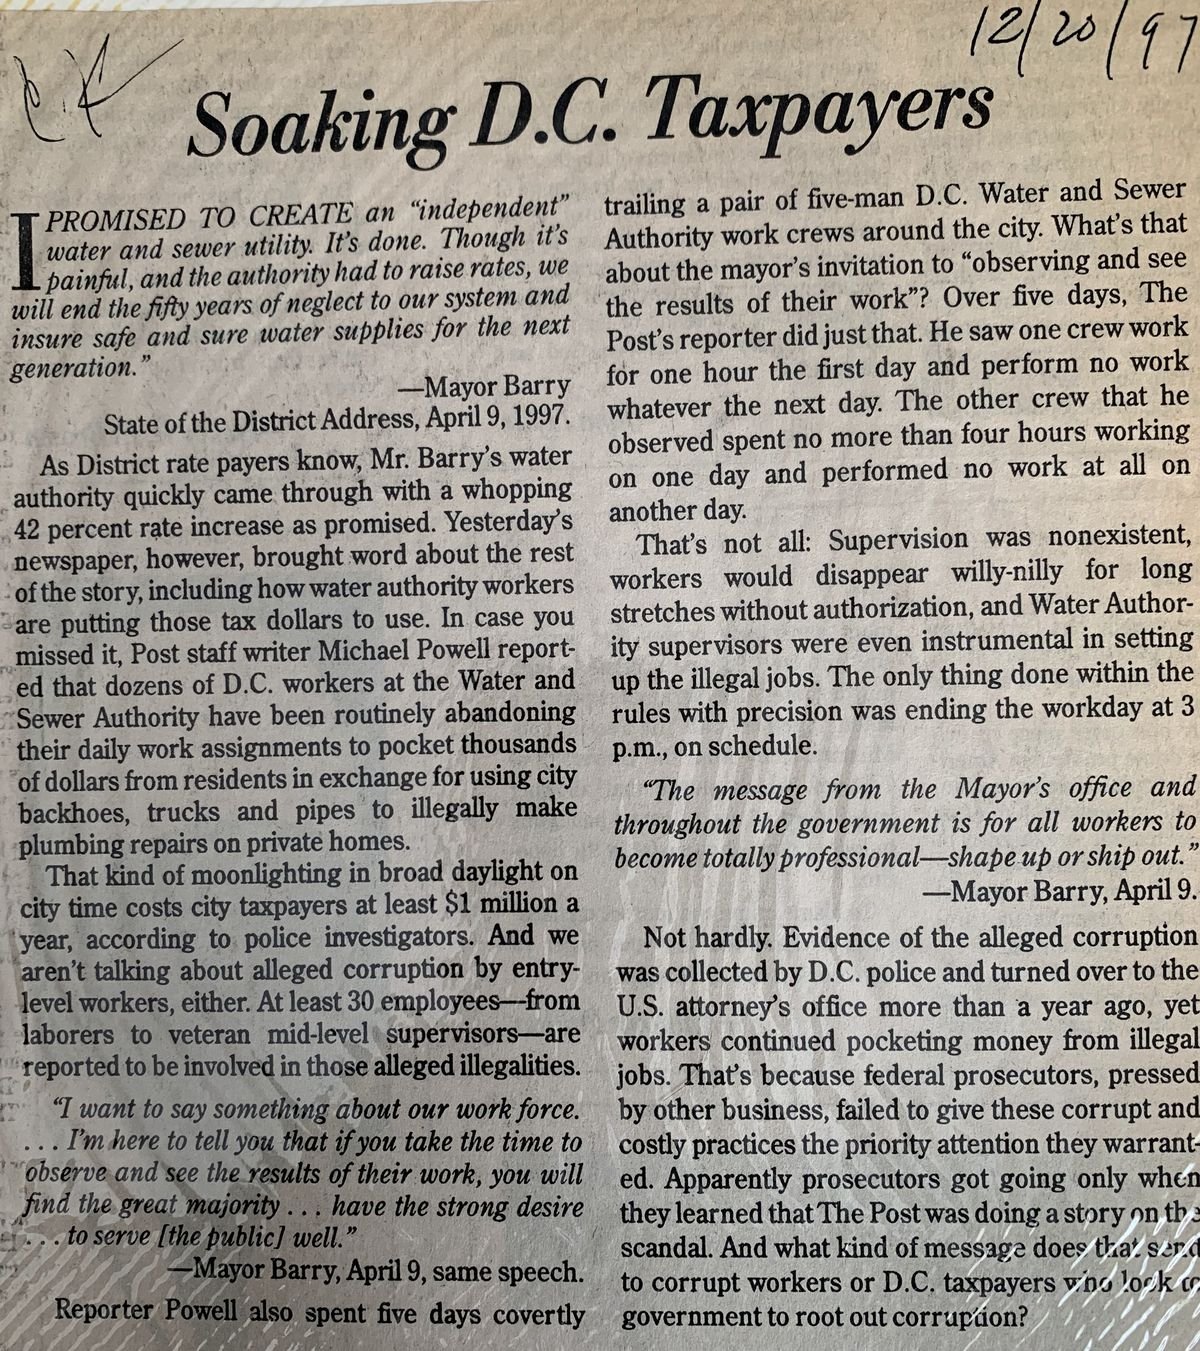 12/20/97
Soaking D.C. Taxpayers
I PROMISED TO CREATE an “independent”
water and sewer utility. It’s done. Though it’s
painful, and the authority had to raise rates, we
will end the fifty years of neglect to our system and
insure safe and sure water supplies for the next
generation.”
—Mayor Barry
State of the District Address, April 9, 1997.
As District rate payers know, Mr. Barry’s water
authority quickly came through with a whopping
42 percent rate increase as promised. Yesterday’s
newspaper, however, brought word about the rest
of the story, including how water authority workers
are putting those tax dollars to use. In case you
missed it, Post staff writer Michael Powell report-
ed that dozens of D.C. workers at the Water and
Sewer Authority have been routinely abandoning
their daily work assignments to pocket thousands
of dollars from residents in exchange for using city
backhoes, trucks and pipes to illegally make
plumbing repairs on private homes.
That kind of moonlighting in broad daylight on
city time costs city taxpayers at least $1 million a
year, according to police investigators. And we
aren’t talking about alleged corruption by entry-
level workers, either. At least 30 employees—from
laborers to veteran mid-level supervisors—are
reported to be involved in those alleged illegalities.
“I want to say something about our work force.
. . . I’m here to tell you that if you take the time to
observe and see the results of their work, you will
find the great majority . . . have the strong desire
. . . to serve [the public] well.”
—Mayor Barry, April 9, same speech.
Reporter Powell also spent five days covertly
trailing a pair of five-man D.C. Water and Sewer
Authority work crews around the city. What’s that
about the mayor’s invitation to “observing and see
the results of their work”? Over five days, The
Post’s reporter did just that. He saw one crew work
for one hour the first day and perform no work
whatever the next day. The other crew that he
observed spent no more than four hours working
on one day and performed no work at all on
another day.
That’s not all: Supervision was nonexistent,
workers would disappear willy-nilly for long
stretches without authorization, and Water Author-
ity supervisors were even instrumental in setting
up the illegal jobs. The only thing done within the
rules with precision was ending the workday at 3
p.m., on schedule.
“The message from the Mayor’s office and
throughout the government is for all workers to
become totally professional—shape up or ship out.”
—Mayor Barry, April 9.
Not hardly. Evidence of the alleged corruption
was collected by D.C. police and turned over to the
U.S. attorney’s office more than a year ago, yet
workers continued pocketing money from illegal
jobs. That’s because federal prosecutors, pressed
by other business, failed to give these corrupt and
costly practices the priority attention they warrant-
ed. Apparently prosecutors got going only when
they learned that The Post was doing a story on the
scandal. And what kind of message does that send
to corrupt workers or D.C. taxpayers who look to
government to root out corruption?